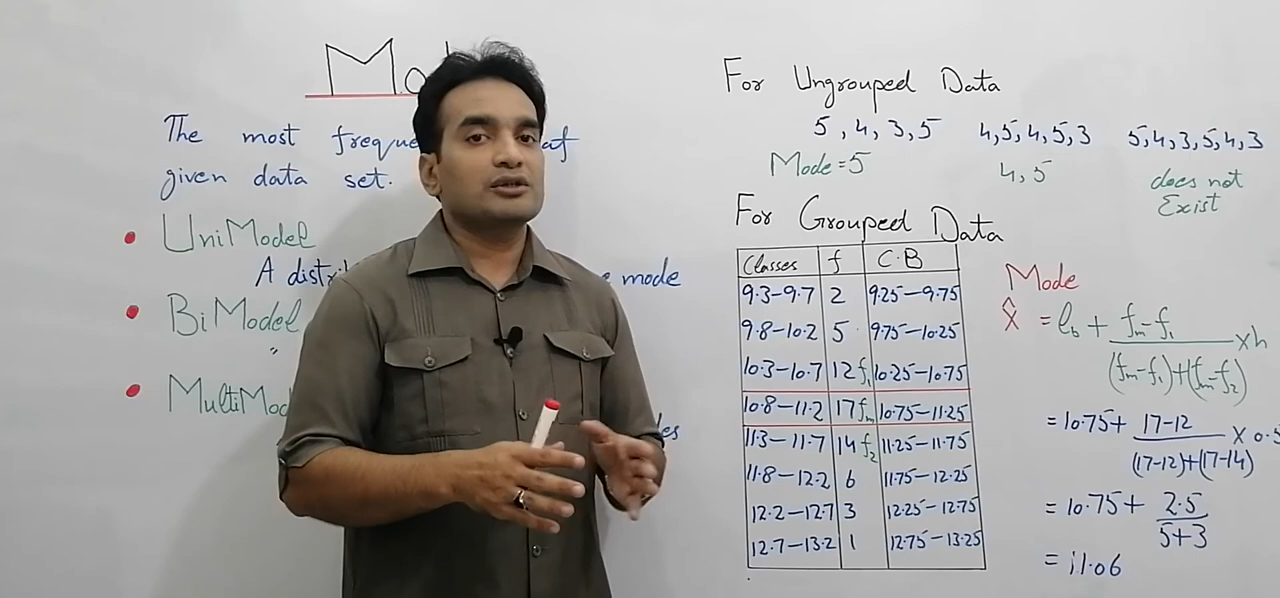 Mo
The most freque
given data set.
UniModel
A distri e mode
BiModel
"
MultiMod
es
For Ungrouped Data
5, 4, 3, 5 4,5,4,5,3 5,4,3,5,4,3
Mode = 5 4, 5 does not
Exist
For Grouped Data
Classes f C.B
9.3-9.7 2 9.25-9.75
9.8-10.2 5 9.75-10.25
10.3-10.7 12 f₁ 10.25-10.75
10.8-11.2 17 fm 10.75-11.25
11.3-11.7 14 f₂ 11.25-11.75
11.8-12.2 6 11.75-12.25
12.2-12.7 3 12.25-12.75
12.7-13.2 1 12.75-13.25
Mode
X̂ = lb + fm-f₁ / (fm-f₁)+(fm-f₂) × h
= 10.75 + 17-12 / (17-12)+(17-14) × 0.5
= 10.75 + 2.5 / 5+3
= 11.06